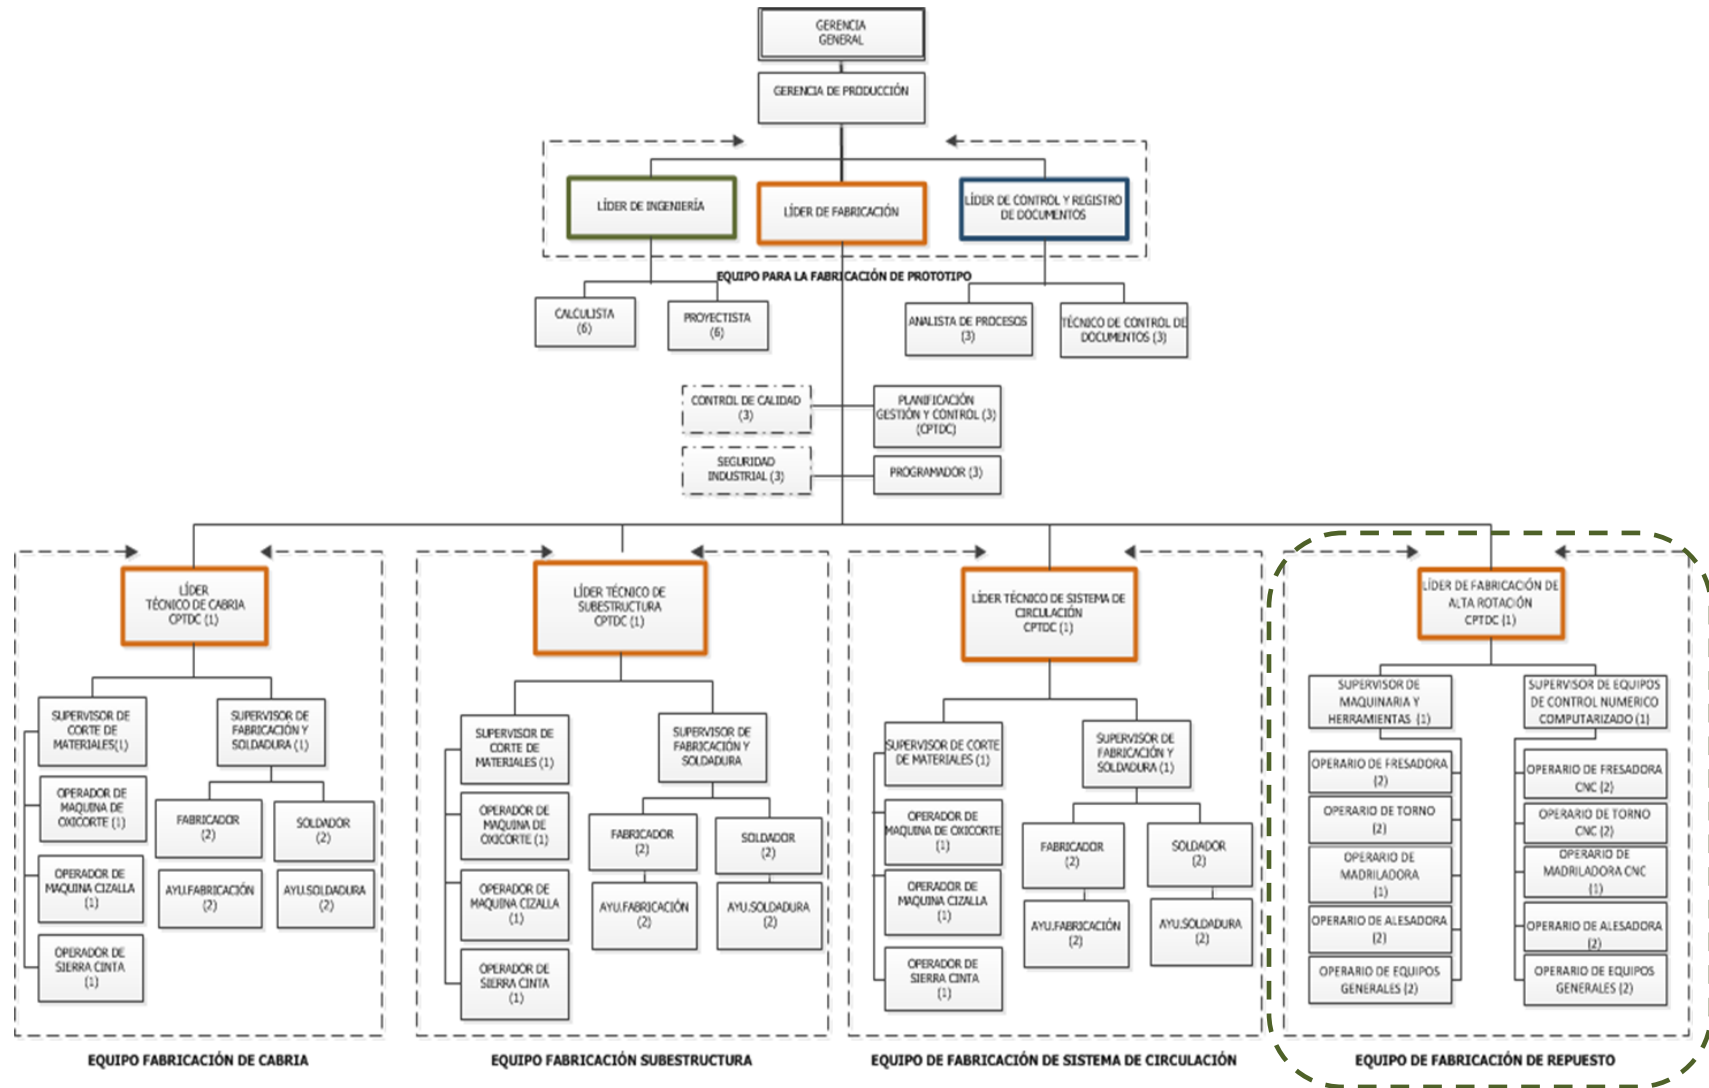 GERENCIA
GENERAL
GERENCIA DE PRODUCCIÓN
LÍDER DE INGENIERÍA
LÍDER DE FABRICACIÓN
LÍDER DE CONTROL Y REGISTRO
DE DOCUMENTOS
EQUIPO PARA LA FABRICACIÓN DE PROTOTIPO
CALCULISTA
(6)
PROYECTISTA
(6)
ANALISTA DE PROCESOS
(3)
TÉCNICO DE CONTROL DE
DOCUMENTOS (3)
CONTROL DE CALIDAD
(3)
PLANIFICACIÓN
GESTIÓN Y CONTROL (3)
(CPTDC)
SEGURIDAD
INDUSTRIAL (3)
PROGRAMADOR (3)
LÍDER
TÉCNICO DE CABRIA
CPTDC (1)
SUPERVISOR DE
CORTE DE
MATERIALES(1)
SUPERVISOR DE
FABRICACIÓN Y
SOLDADURA (1)
OPERADOR DE
MAQUINA DE
OXICORTE (1)
FABRICADOR
(2)
SOLDADOR
(2)
OPERADOR DE
MAQUINA CIZALLA
(1)
AYU.FABRICACIÓN
(2)
AYU.SOLDADURA
(2)
OPERADOR DE
SIERRA CINTA
(1)
EQUIPO FABRICACIÓN DE CABRIA
LÍDER TÉCNICO DE
SUBESTRUCTURA
CPTDC (1)
SUPERVISOR DE
CORTE DE
MATERIALES (1)
SUPERVISOR DE
FABRICACIÓN Y
SOLDADURA
OPERADOR DE
MAQUINA DE
OXICORTE (1)
FABRICADOR
(2)
SOLDADOR
(2)
OPERADOR DE
MAQUINA CIZALLA
(1)
AYU.FABRICACIÓN
(2)
AYU.SOLDADURA
(2)
OPERADOR DE
SIERRA CINTA
(1)
EQUIPO FABRICACIÓN SUBESTRUCTURA
LÍDER TÉCNICO DE SISTEMA DE
CIRCULACIÓN
CPTDC (1)
SUPERVISOR DE CORTE
DE MATERIALES (1)
SUPERVISOR DE
FABRICACIÓN Y
SOLDADURA (1)
OPERADOR DE
MAQUINA DE OXICORTE
(1)
FABRICADOR
(2)
SOLDADOR
(2)
OPERADOR DE
MAQUINA CIZALLA
(1)
AYU.FABRICACIÓN
(2)
AYU.SOLDADURA
(2)
OPERADOR DE
SIERRA CINTA
(1)
EQUIPO DE FABRICACIÓN DE SISTEMA DE CIRCULACIÓN
LÍDER DE FABRICACIÓN DE
ALTA ROTACIÓN
CPTDC (1)
SUPERVISOR DE
MAQUINARIA Y
HERRAMIENTAS (1)
SUPERVISOR DE EQUIPOS
DE CONTROL NUMERICO
COMPUTARIZADO (1)
OPERARIO DE FRESADORA
(2)
OPERARIO DE FRESADORA
CNC (2)
OPERARIO DE TORNO
(2)
OPERARIO DE TORNO
CNC (2)
OPERARIO DE
MADRILADORA
(1)
OPERARIO DE
MADRILADORA CNC
(1)
OPERARIO DE ALESADORA
(2)
OPERARIO DE ALESADORA
(2)
OPERARIO DE EQUIPOS
GENERALES (2)
OPERARIO DE EQUIPOS
GENERALES (2)
EQUIPO DE FABRICACIÓN DE REPUESTO